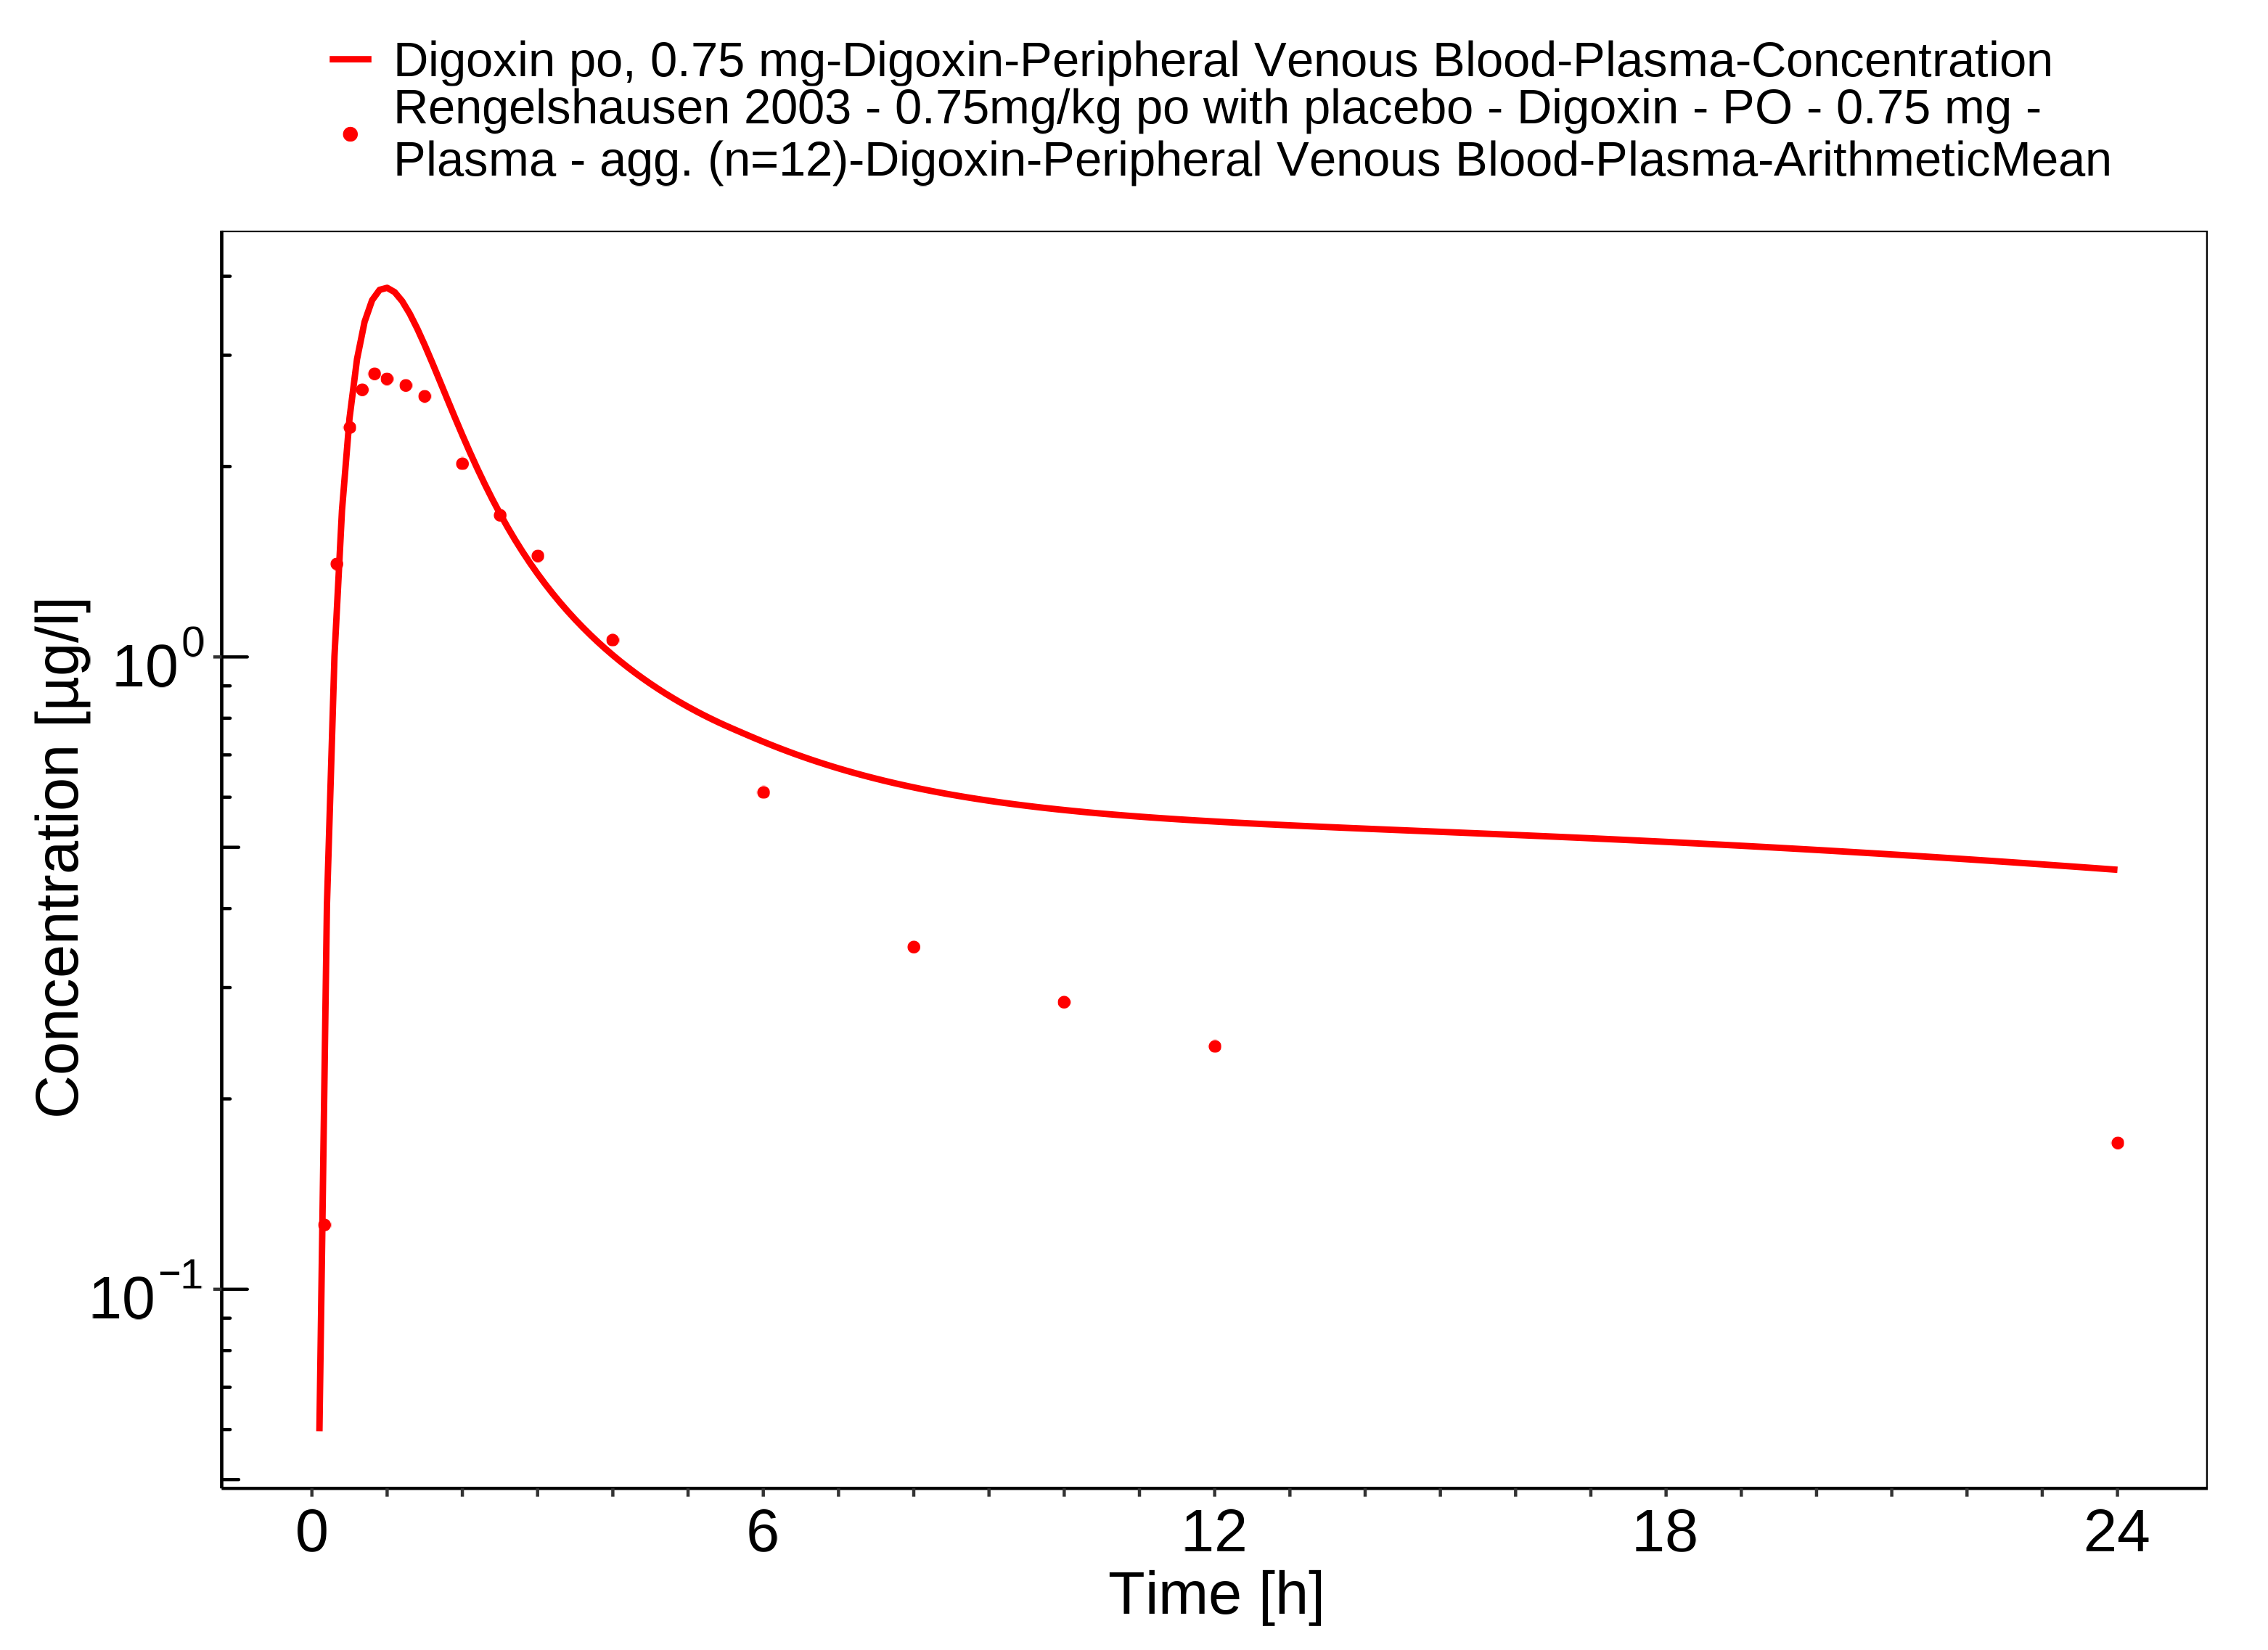 Digoxin po, 0.75 mg-Digoxin-Peripheral Venous Blood-Plasma-Concentration
Rengelshausen 2003 - 0.75mg/kg po with placebo - Digoxin - PO - 0.75 mg -
Plasma - agg. (n=12)-Digoxin-Peripheral Venous Blood-Plasma-ArithmeticMean
Concentration [µg/l]
10⁰
10⁻¹
0 6 12 18 24
Time [h]